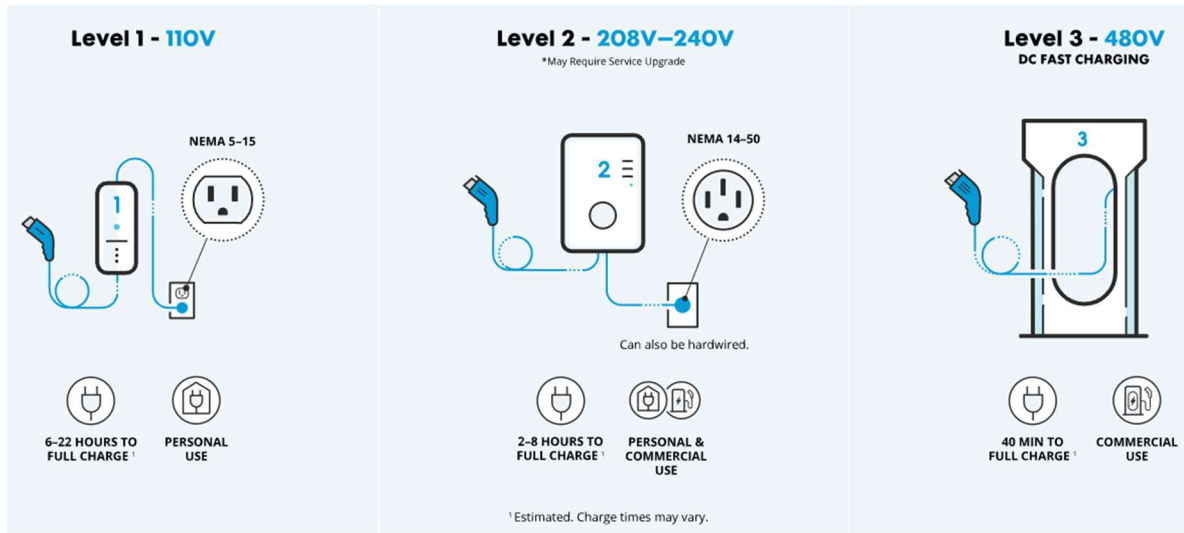 Level 1 - 110V
NEMA 5–15
1
6–22 HOURS TO
FULL CHARGE ¹
PERSONAL
USE
Level 2 - 208V–240V
*May Require Service Upgrade
NEMA 14–50
2
Can also be hardwired.
2–8 HOURS TO
FULL CHARGE ¹
PERSONAL &
COMMERCIAL
USE
Level 3 - 480V
DC FAST CHARGING
3
40 MIN TO
FULL CHARGE ¹
COMMERCIAL
USE
¹ Estimated. Charge times may vary.